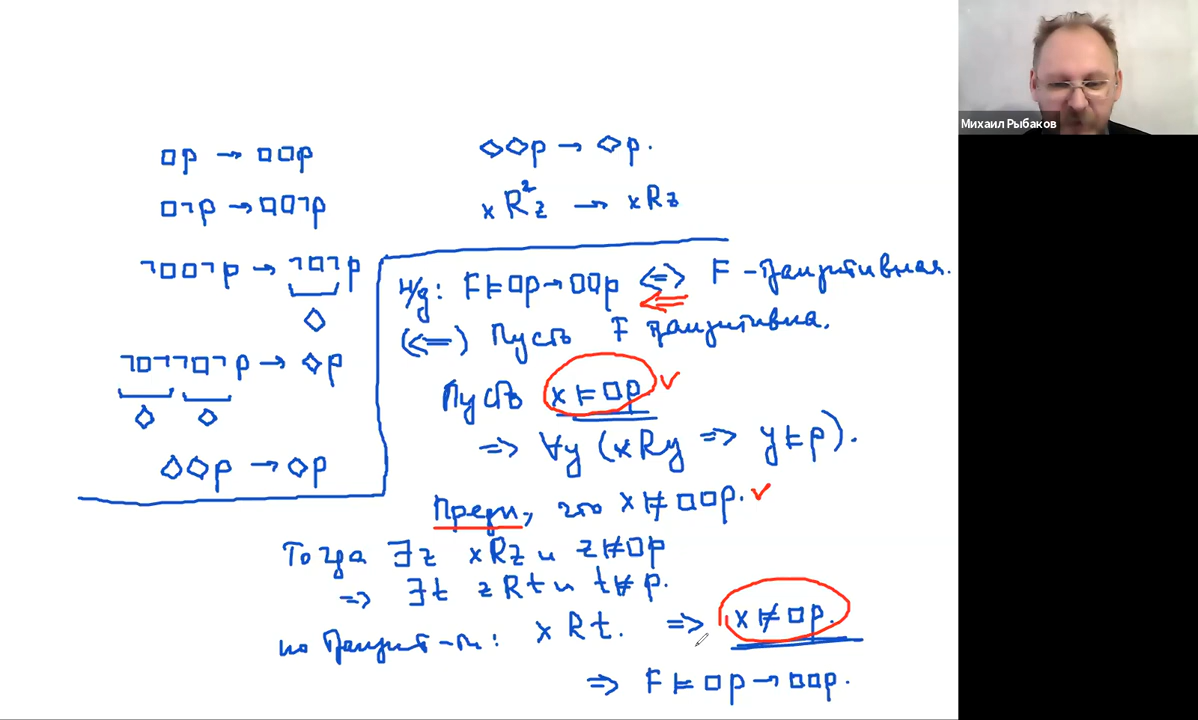 □p → □□p
□¬p → □□¬p
¬□□¬p → ¬□¬p
◇
¬□¬¬□¬p → ◇p
◇ ◇
◇◇p → ◇p
◇◇p → ◇p.
xR²z → xRz
Н/д: F ⊨ □p → □□p ⟺ F - транзитивная.
⟸
(⟸) Пусть F транзитивна.
Пусть x ⊨ □p ✓
⟹ ∀y (xRy ⟹ y ⊨ p).
Предп, что x ⊭ □□p. ✓
Тогда ∃z xRz и z ⊭ □p
⟹ ∃t zRt и t ⊭ p.
по транзит-ти: xRt. ⟹ x ⊭ □p.
⟹ F ⊨ □p → □□p.
Михаил Рыбаков